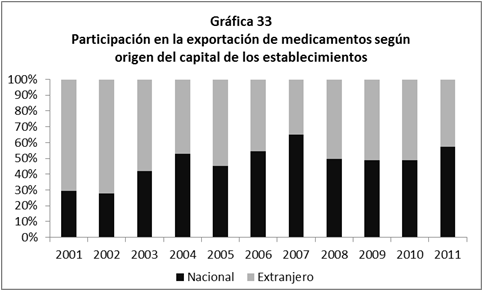 Gráfica 33
Participación en la exportación de medicamentos según
origen del capital de los establecimientos
100%
90%
80%
70%
60%
50%
40%
30%
20%
10%
0%
2001 2002 2003 2004 2005 2006 2007 2008 2009 2010 2011
Nacional Extranjero